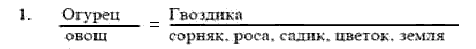 1. Огурец = Гвоздика
овощ сорняк, роса, садик, цветок, земля